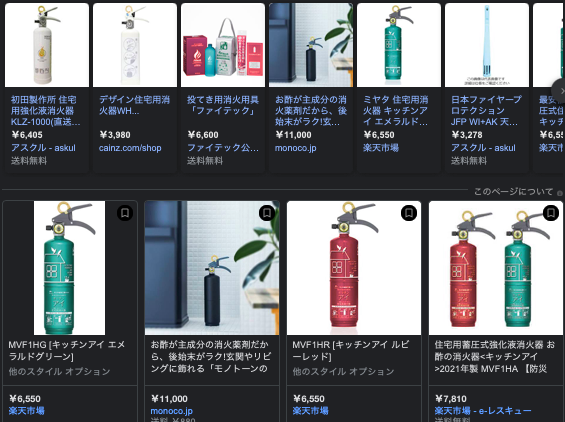 初田製作所 住宅用強化液消火器 KLZ-1000(直送...
￥6,405
アスクル - askul
送料無料
デザイン住宅用消火器WH...
￥3,980
cainz.com/shop
投てき用消火用具「ファイテック」
￥6,600
ファイテック公...
送料無料
お酢が主成分の消火薬剤だから、後始末がラク!玄...
￥11,000
monoco.jp
ミヤタ 住宅用消火器 キッチンアイ エメラルド...
￥6,550
楽天市場
日本ファイヤープロテクション JFP WI+AK 天...
￥3,278
アスクル - askul
送料無料
最安
圧式住
キッチ
￥6,55
楽天市
このページについて
MVF1HG [キッチンアイ エメラルドグリーン]
他のスタイル オプション
￥6,550
楽天市場
お酢が主成分の消火薬剤だから、後始末がラク!玄関やリビングに飾れる「モノトーンの
￥11,000
monoco.jp
送料 ￥880
MVF1HR [キッチンアイ ルビーレッド]
他のスタイル オプション
￥6,550
楽天市場
住宅用蓄圧式強化液消火器 お酢の消火器<キッチンアイ>2021年製 MVF1HA 【防災
￥7,810
楽天市場 - e-レスキュー